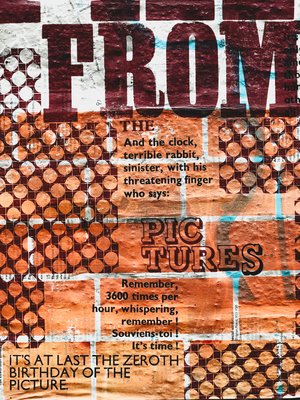 FROM
THE
And the clock,
terrible rabbit,
sinister, with his
threatening finger
who says:
PIC
TURES
Remember,
3600 times per
hour, whispering,
remember !
Souviens-toi !
It's time !
IT'S AT LAST THE ZEROTH
BIRTHDAY OF THE
PICTURE.